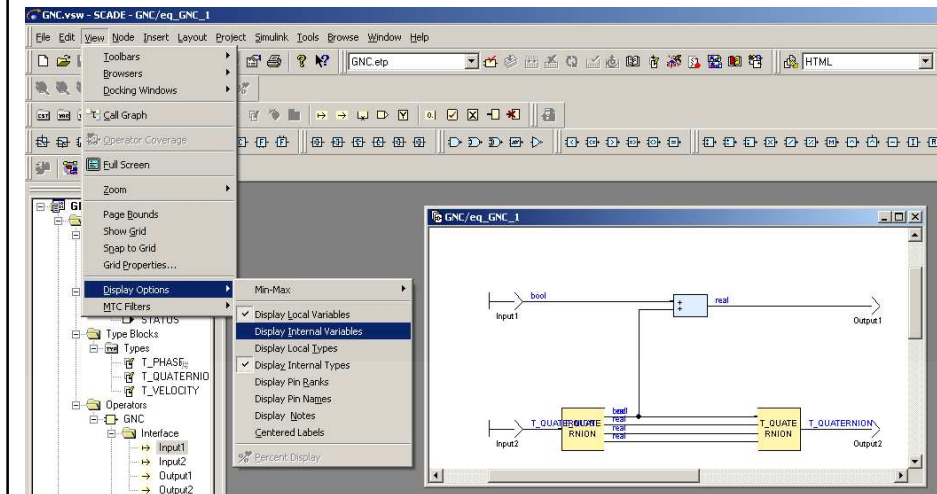 GNC.vsw - SCADE - GNC/eq_GNC_1
File Edit View Node Insert Layout Project Simulink Tools Browse Window Help
GNC.etp
HTML
Toolbars
Browsers
Docking Windows
Call Graph
Operator Coverage
Full Screen
Zoom
Page Bounds
Show Grid
Snap to Grid
Grid Properties...
Display Options
MTC Filters
Min-Max
Display Local Variables
Display Internal Variables
Display Local Types
Display Internal Types
Display Pin Ranks
Display Pin Names
Display Notes
Centered Labels
Percent Display
STATUS
Type Blocks
Types
T_PHASE
T_QUATERNIO
T_VELOCITY
Operators
GNC
Interface
Input1
Input2
Output1
Output2
GNC/eq_GNC_1
bool
real
Input1
Output1
real
real
real
T_QUATE
RNION
T_QUATE
RNION
T_QUATERNION
Input2
Output2